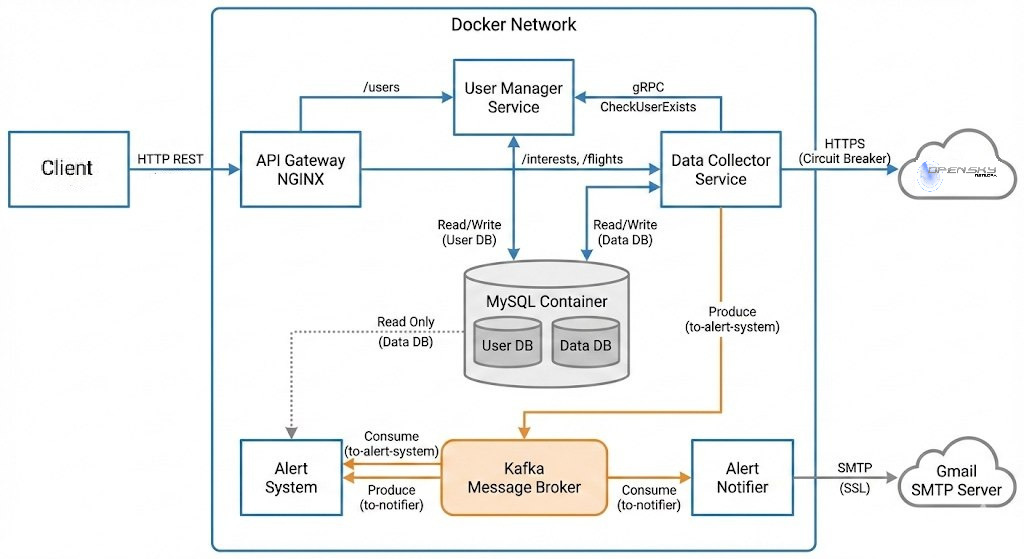 Docker Network
/users
User Manager
Service
gRPC
CheckUserExists
Client
HTTP REST
API Gateway
NGINX
/interests, /flights
Data Collector
Service
HTTPS
(Circuit Breaker)
OPENSKY
NETWORK
Read/Write
(User DB)
Read/Write
(Data DB)
MySQL Container
User DB
Data DB
Read Only
(Data DB)
Produce
(to-alert-system)
Alert
System
Consume
(to-alert-system)
Produce
(to-notifier)
Kafka
Message Broker
Consume
(to-notifier)
Alert
Notifier
SMTP
(SSL)
Gmail
SMTP Server